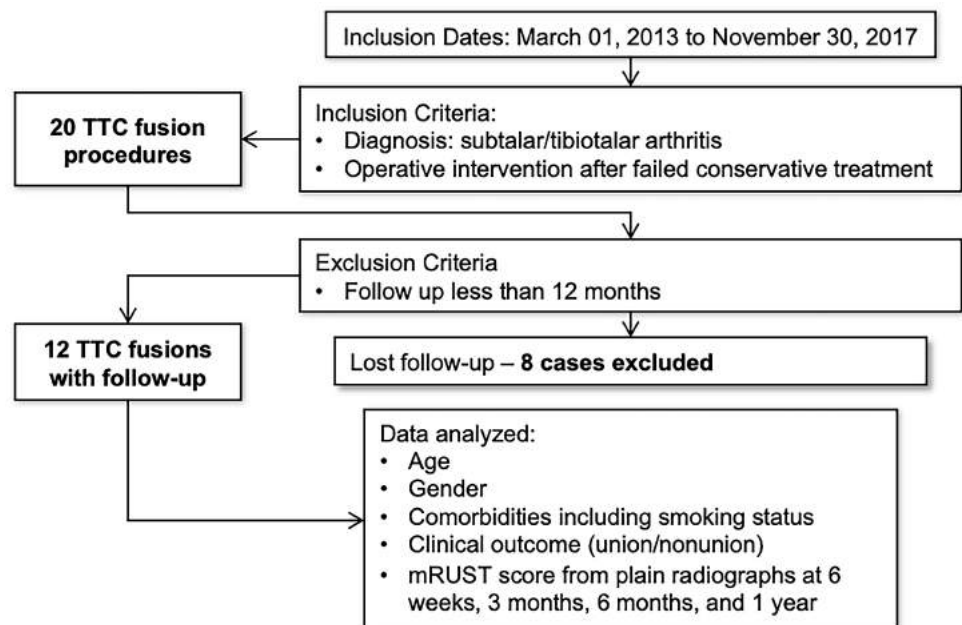 Inclusion Dates: March 01, 2013 to November 30, 2017
20 TTC fusion
procedures
Inclusion Criteria:
• Diagnosis: subtalar/tibiotalar arthritis
• Operative intervention after failed conservative treatment
Exclusion Criteria
• Follow up less than 12 months
12 TTC fusions
with follow-up
Lost follow-up – 8 cases excluded
Data analyzed:
• Age
• Gender
• Comorbidities including smoking status
• Clinical outcome (union/nonunion)
• mRUST score from plain radiographs at 6
weeks, 3 months, 6 months, and 1 year